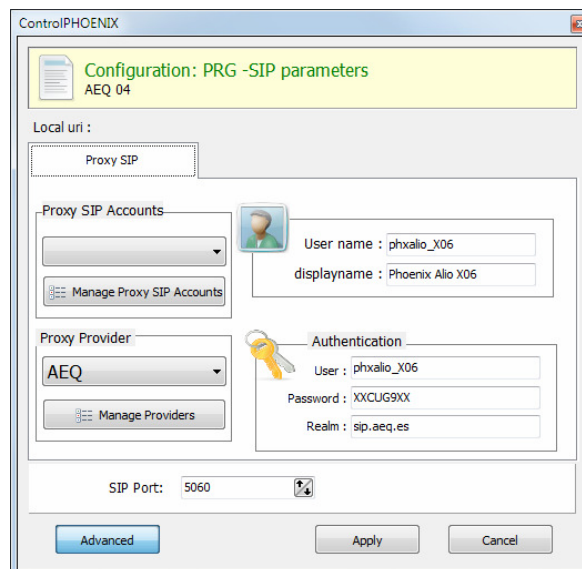 ControlPHOENIX
Configuration: PRG -SIP parameters
AEQ 04
Local uri :
Proxy SIP
Proxy SIP Accounts
Manage Proxy SIP Accounts
User name : phxalio_X06
displayname : Phoenix Alio X06
Proxy Provider
AEQ
Manage Providers
Authentication
User : phxalio_X06
Password : XXCUG9XX
Realm : sip.aeq.es
SIP Port: 5060
Advanced
Apply
Cancel